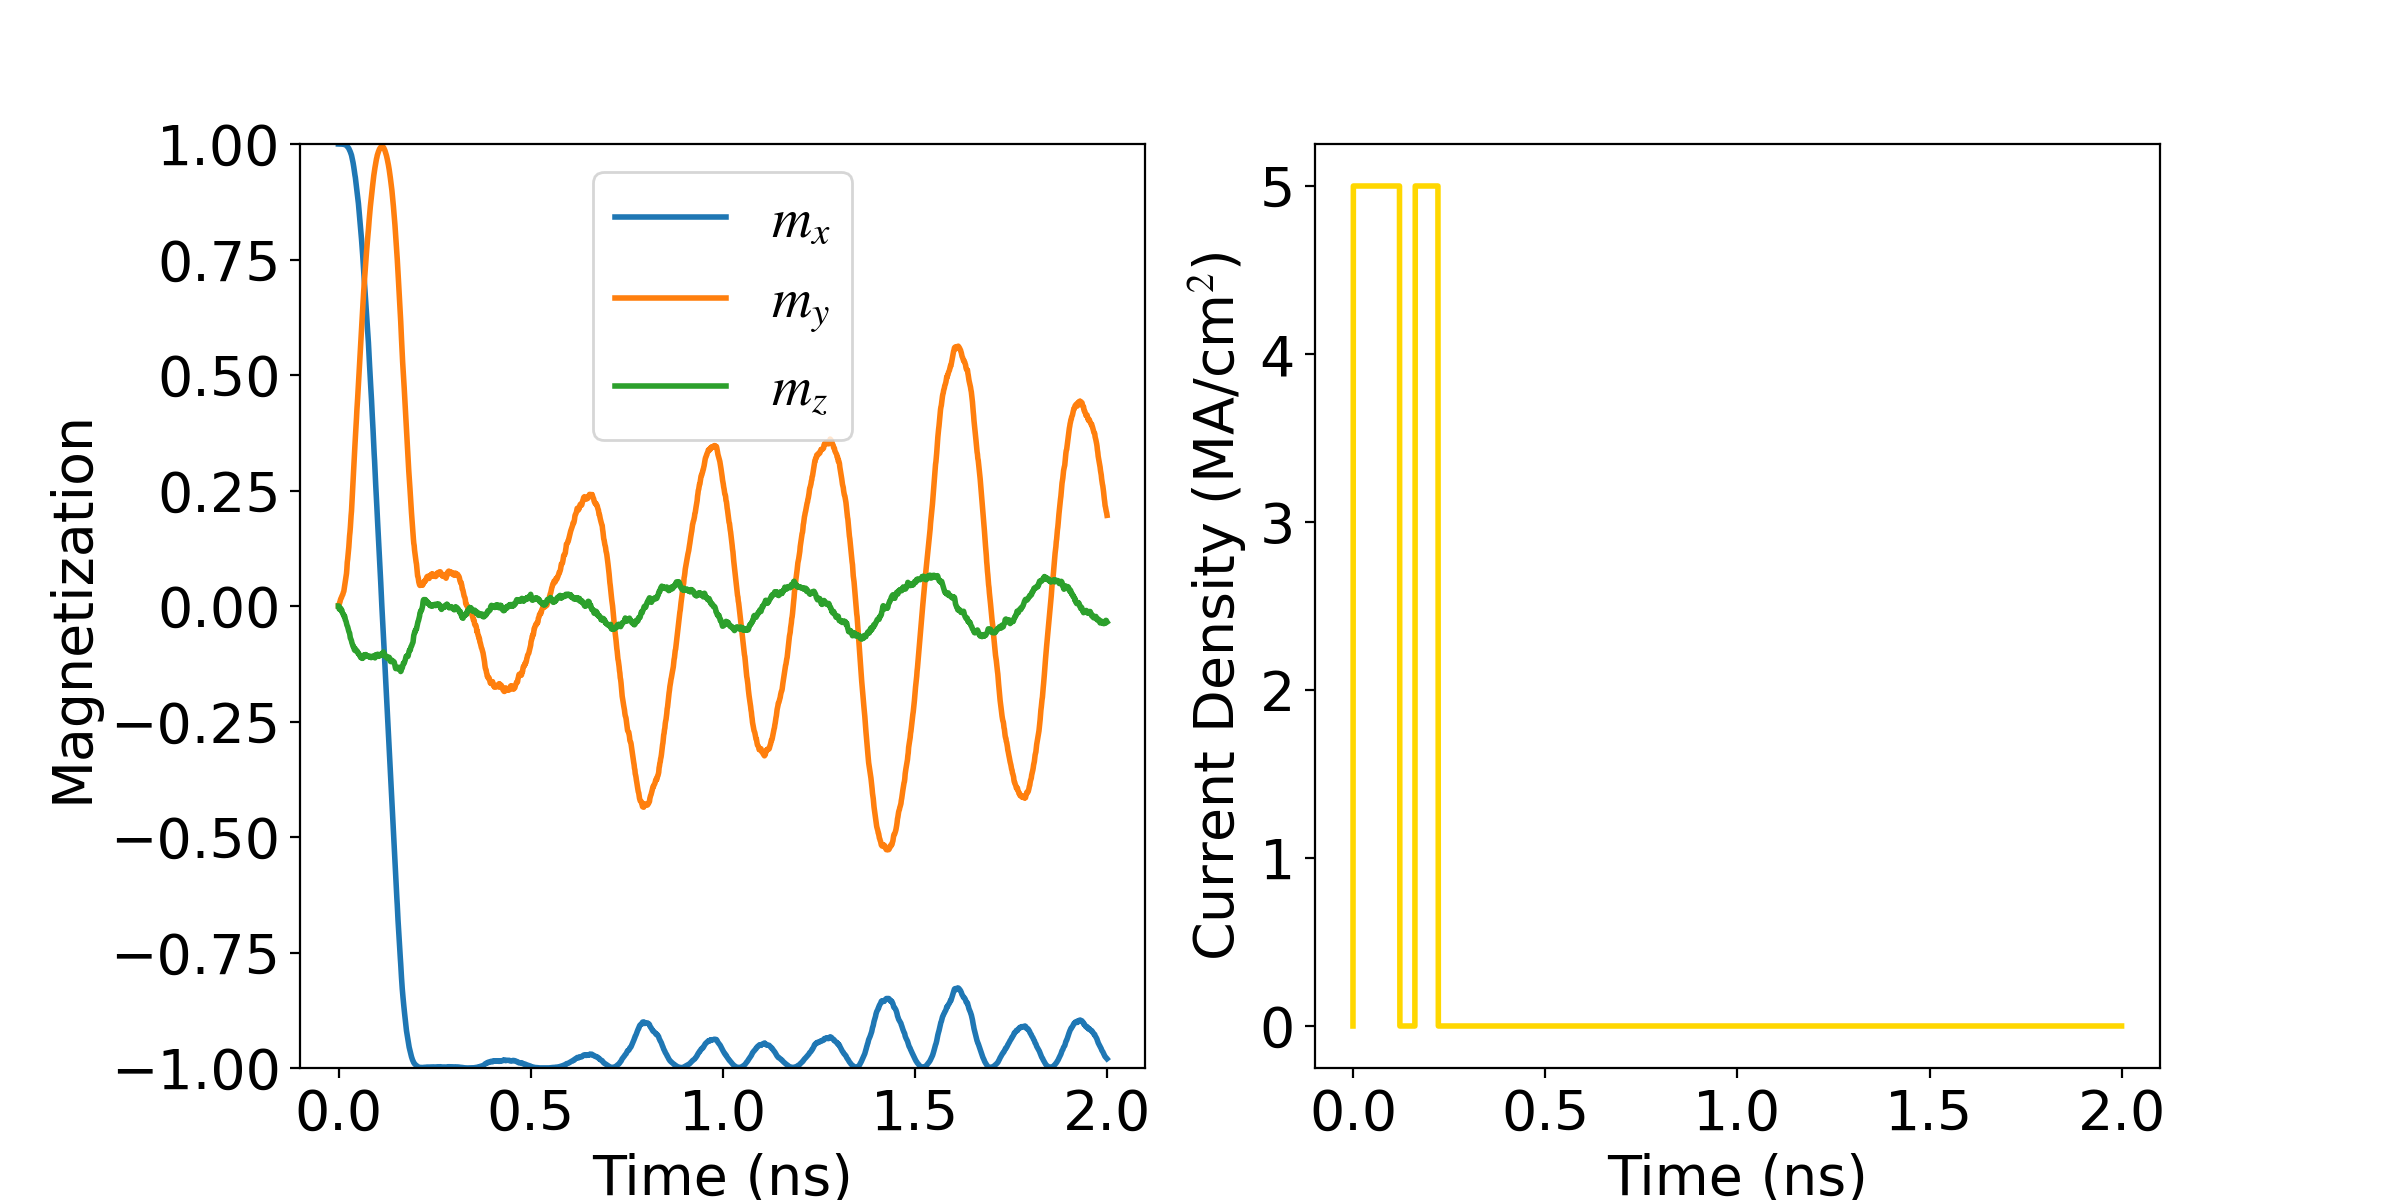 1.00
0.75
0.50
0.25
0.00
−0.25
−0.50
−0.75
−1.00
Magnetization
0.0 0.5 1.0 1.5 2.0
Time (ns)
m_x
m_y
m_z
5
4
3
2
1
0
Current Density (MA/cm²)
0.0 0.5 1.0 1.5 2.0
Time (ns)